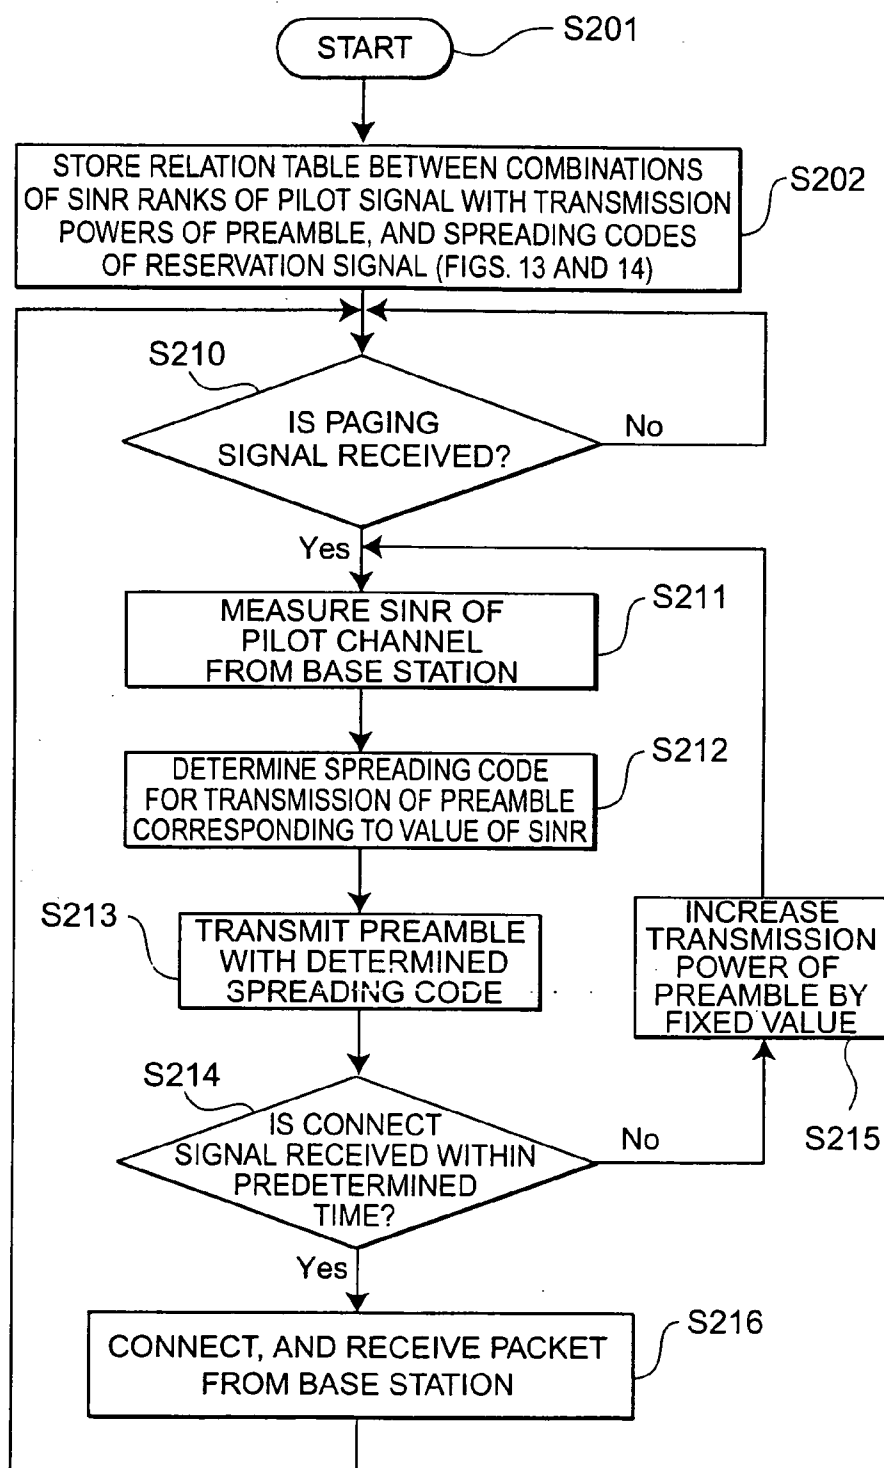 START
S201
STORE RELATION TABLE BETWEEN COMBINATIONS
OF SINR RANKS OF PILOT SIGNAL WITH TRANSMISSION
POWERS OF PREAMBLE, AND SPREADING CODES
OF RESERVATION SIGNAL (FIGS. 13 AND 14)
S202
S210
IS PAGING
SIGNAL RECEIVED?
No
Yes
MEASURE SINR OF
PILOT CHANNEL
FROM BASE STATION
S211
DETERMINE SPREADING CODE
FOR TRANSMISSION OF PREAMBLE
CORRESPONDING TO VALUE OF SINR
S212
S213
TRANSMIT PREAMBLE
WITH DETERMINED
SPREADING CODE
INCREASE
TRANSMISSION
POWER OF
PREAMBLE BY
FIXED VALUE
S215
S214
IS CONNECT
SIGNAL RECEIVED WITHIN
PREDETERMINED
TIME?
No
Yes
CONNECT, AND RECEIVE PACKET
FROM BASE STATION
S216